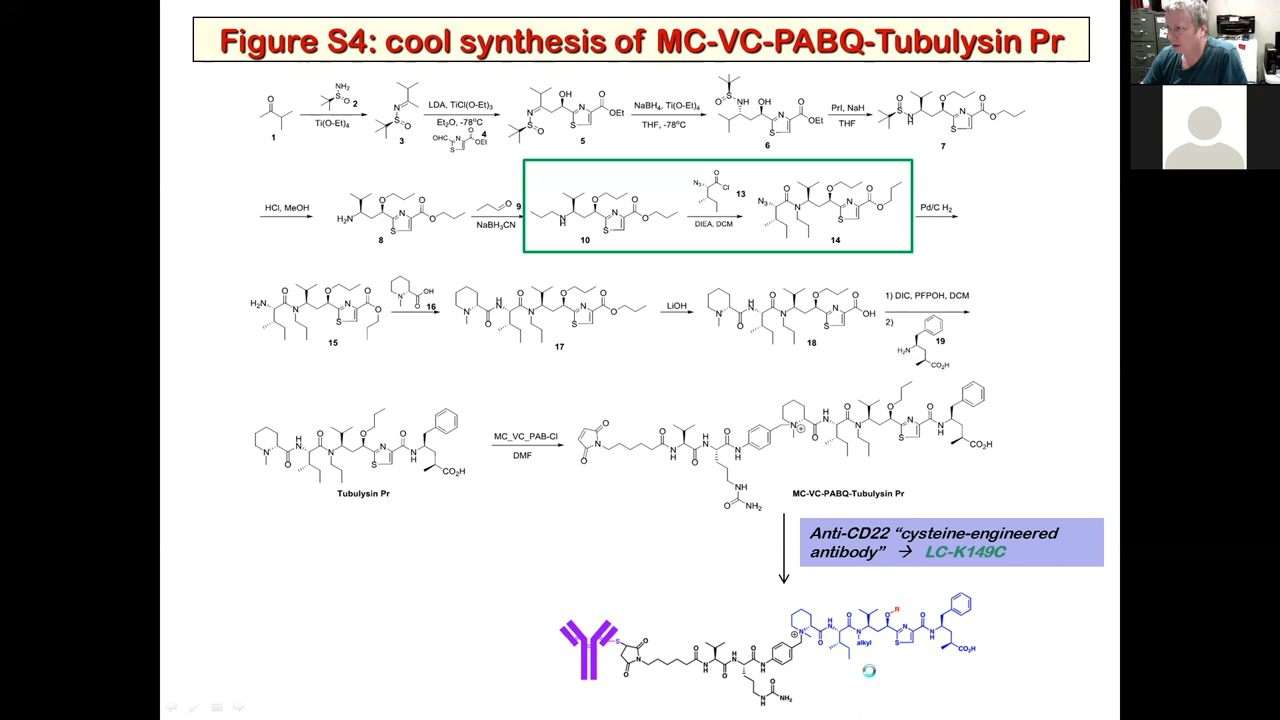 Figure S4: cool synthesis of MC-VC-PABQ-Tubulysin Pr
1
2
Ti(O-Et)4
3
LDA, TiCl(O-Et)3
Et2O, -78°C
4
5
NaBH4, Ti(O-Et)4
THF, -78°C
6
PrI, NaH
THF
7
HCl, MeOH
8
9
NaBH3CN
10
13
DIEA, DCM
14
Pd/C H2
15
16
17
LiOH
18
1) DIC, PFPOH, DCM
2)
19
Tubulysin Pr
MC_VC_PAB-Cl
DMF
MC-VC-PABQ-Tubulysin Pr
Anti-CD22 “cysteine-engineered
antibody” → LC-K149C
alkyl